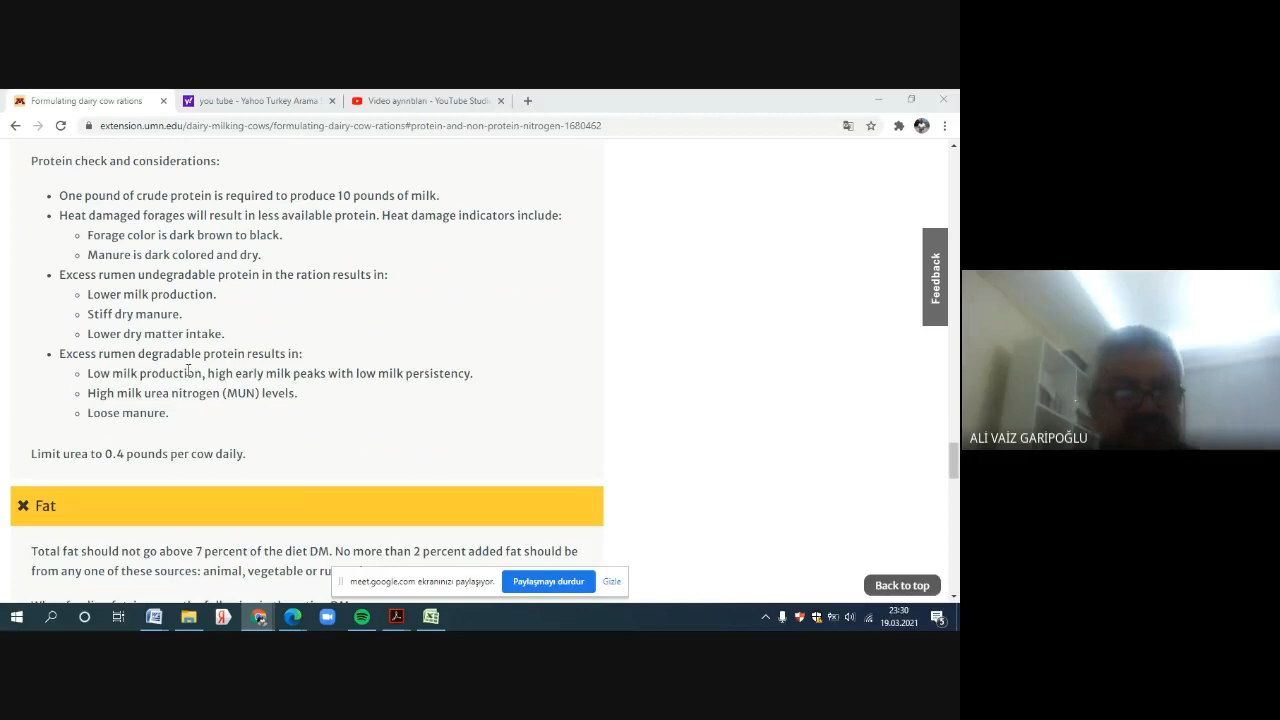 Formulating dairy cow rations
you tube - Yahoo Turkey Arama
Video ayrıntıları - YouTube Studi
extension.umn.edu/dairy-milking-cows/formulating-dairy-cow-rations#protein-and-non-protein-nitrogen-1680462
Protein check and considerations:
One pound of crude protein is required to produce 10 pounds of milk.
Heat damaged forages will result in less available protein. Heat damage indicators include:
Forage color is dark brown to black.
Manure is dark colored and dry.
Excess rumen undegradable protein in the ration results in:
Lower milk production.
Stiff dry manure.
Lower dry matter intake.
Excess rumen degradable protein results in:
Low milk production, high early milk peaks with low milk persistency.
High milk urea nitrogen (MUN) levels.
Loose manure.
Limit urea to 0.4 pounds per cow daily.
Fat
Total fat should not go above 7 percent of the diet DM. No more than 2 percent added fat should be
from any one of these sources: animal, vegetable or ru
meet.google.com ekranınızı paylaşıyor.
Paylaşmayı durdur
Gizle
Back to top
Feedback
23:30
19.03.2021
5
ALİ VAİZ GARİPOĞLU